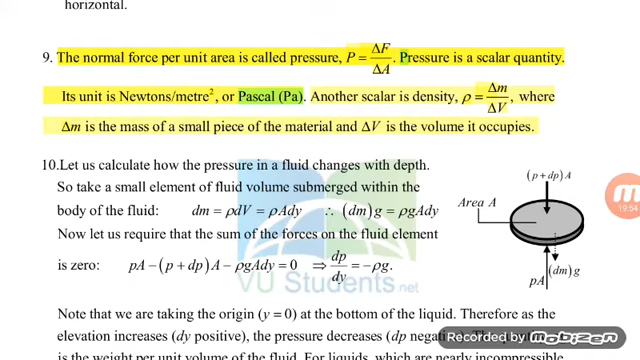 horizontal.
9. The normal force per unit area is called pressure, P = ΔF/ΔA. Pressure is a scalar quantity.
Its unit is Newtons/metre², or Pascal (Pa). Another scalar is density, ρ = Δm/ΔV, where
Δm is the mass of a small piece of the material and ΔV is the volume it occupies.
10.Let us calculate how the pressure in a fluid changes with depth.
So take a small element of fluid volume submerged within the
body of the fluid: dm = ρdV = ρAdy ∴ (dm)g = ρgAdy
Now let us require that the sum of the forces on the fluid element
is zero: pA − (p + dp)A − ρgAdy = 0 ⇒ dp/dy = −ρg.
Note that we are taking the origin (y = 0) at the bottom of the liquid. Therefore as the
elevation increases (dy positive), the pressure decreases (dp negative).
is the weight per unit volume of the fluid. For liquids, which are nearly incompressible
(p + dp)A
Area A
(dm)g
pA
VU Students.net
M
19:54
Recorded by Mobizen